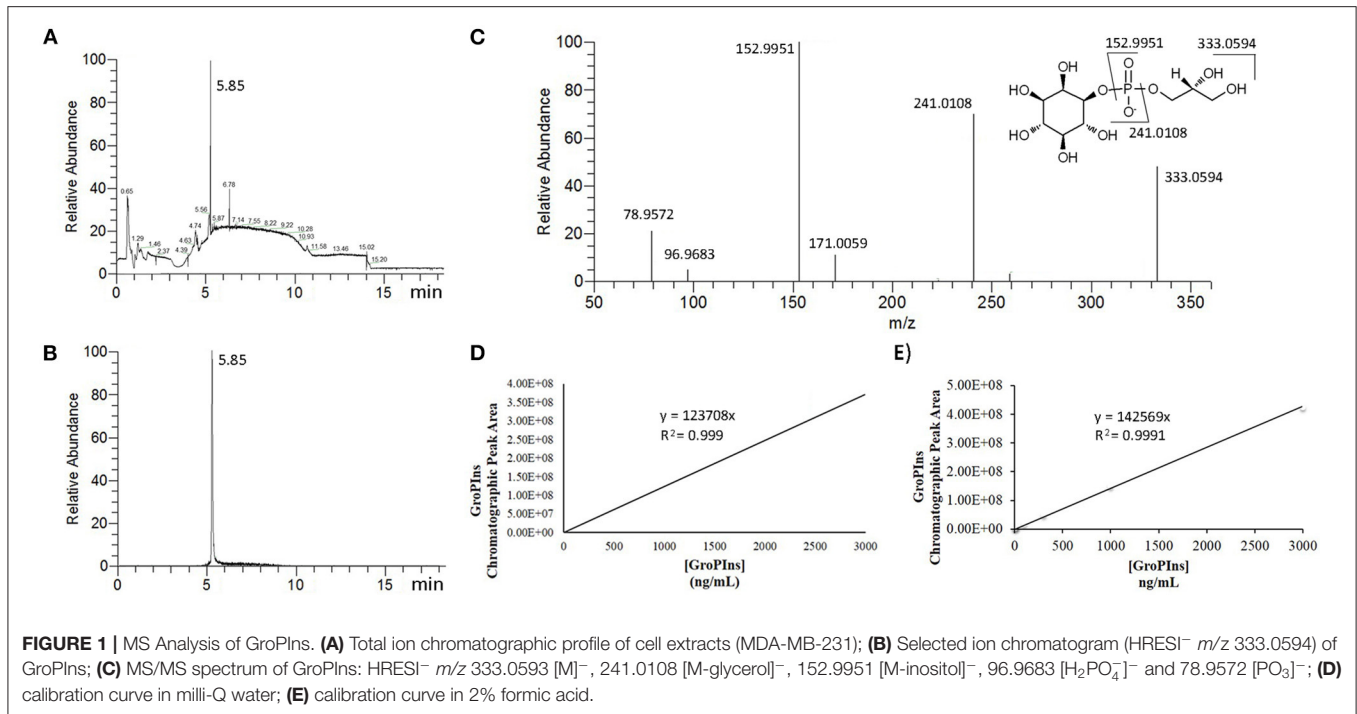 A
Relative Abundance
100
80
60
40
20
0
0.65
1.29
1.46
2.37
4.39
4.63
4.74
5.56
5.85
5.87
6.78
7.14
7.55
8.22
9.22
10.28
10.93
11.58
13.46
15.02
15.20
0 5 10 15 min
B
Relative Abundance
100
80
60
40
20
0
5.85
0 5 10 15 min
C
Relative Abundance
100
80
60
40
20
0
78.9572
96.9683
152.9951
171.0059
241.0108
333.0594
50 100 150 200 250 300 350
m/z
152.9951
333.0594
241.0108
OH
OH
HO
O
O
P
O
O-
H
OH
OH
HO
OH
OH
D
GroPIns
Chromatographic Peak Area
4.00E+08
3.50E+08
3.00E+08
2.50E+08
2.00E+08
1.50E+08
1.00E+08
5.00E+07
0.00E+00
y = 123708x
R² = 0.999
0 500 1000 1500 2000 2500 3000
[GroPIns]
(ng/mL)
E)
GroPIns
Chromatographic Peak Area
5.00E+08
4.00E+08
3.00E+08
2.00E+08
1.00E+08
0.00E+00
y = 142569x
R² = 0.9991
0 500 1000 1500 2000 2500 3000
[GroPIns]
ng/mL
FIGURE 1 | MS Analysis of GroPIns. (A) Total ion chromatographic profile of cell extracts (MDA-MB-231); (B) Selected ion chromatogram (HRESI⁻ m/z 333.0594) of
GroPIns; (C) MS/MS spectrum of GroPIns: HRESI⁻ m/z 333.0593 [M]⁻, 241.0108 [M-glycerol]⁻, 152.9951 [M-inositol]⁻, 96.9683 [H₂PO₄⁻]⁻ and 78.9572 [PO₃]⁻; (D)
calibration curve in milli-Q water; (E) calibration curve in 2% formic acid.